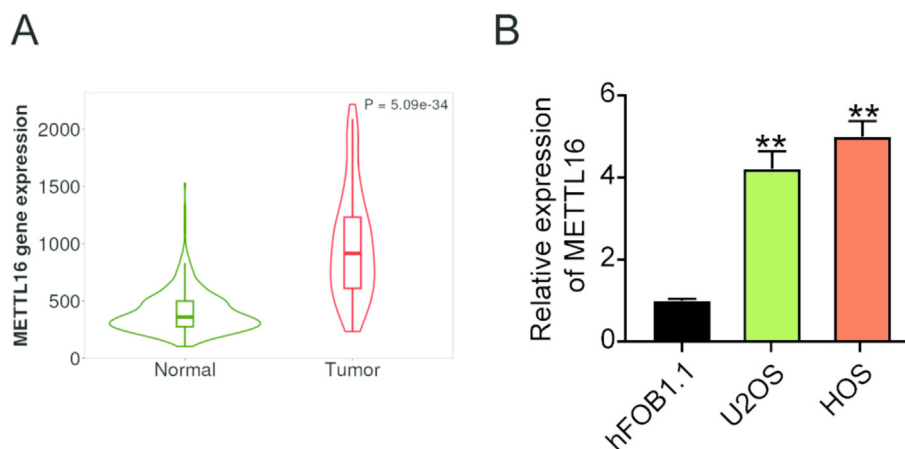 A
METTL16 gene expression
2000
1500
1000
500
0
P = 5.09e-34
Normal
Tumor
B
Relative expression
of METTL16
6
4
2
0
**
**
hFOB1.1
U2OS
HOS